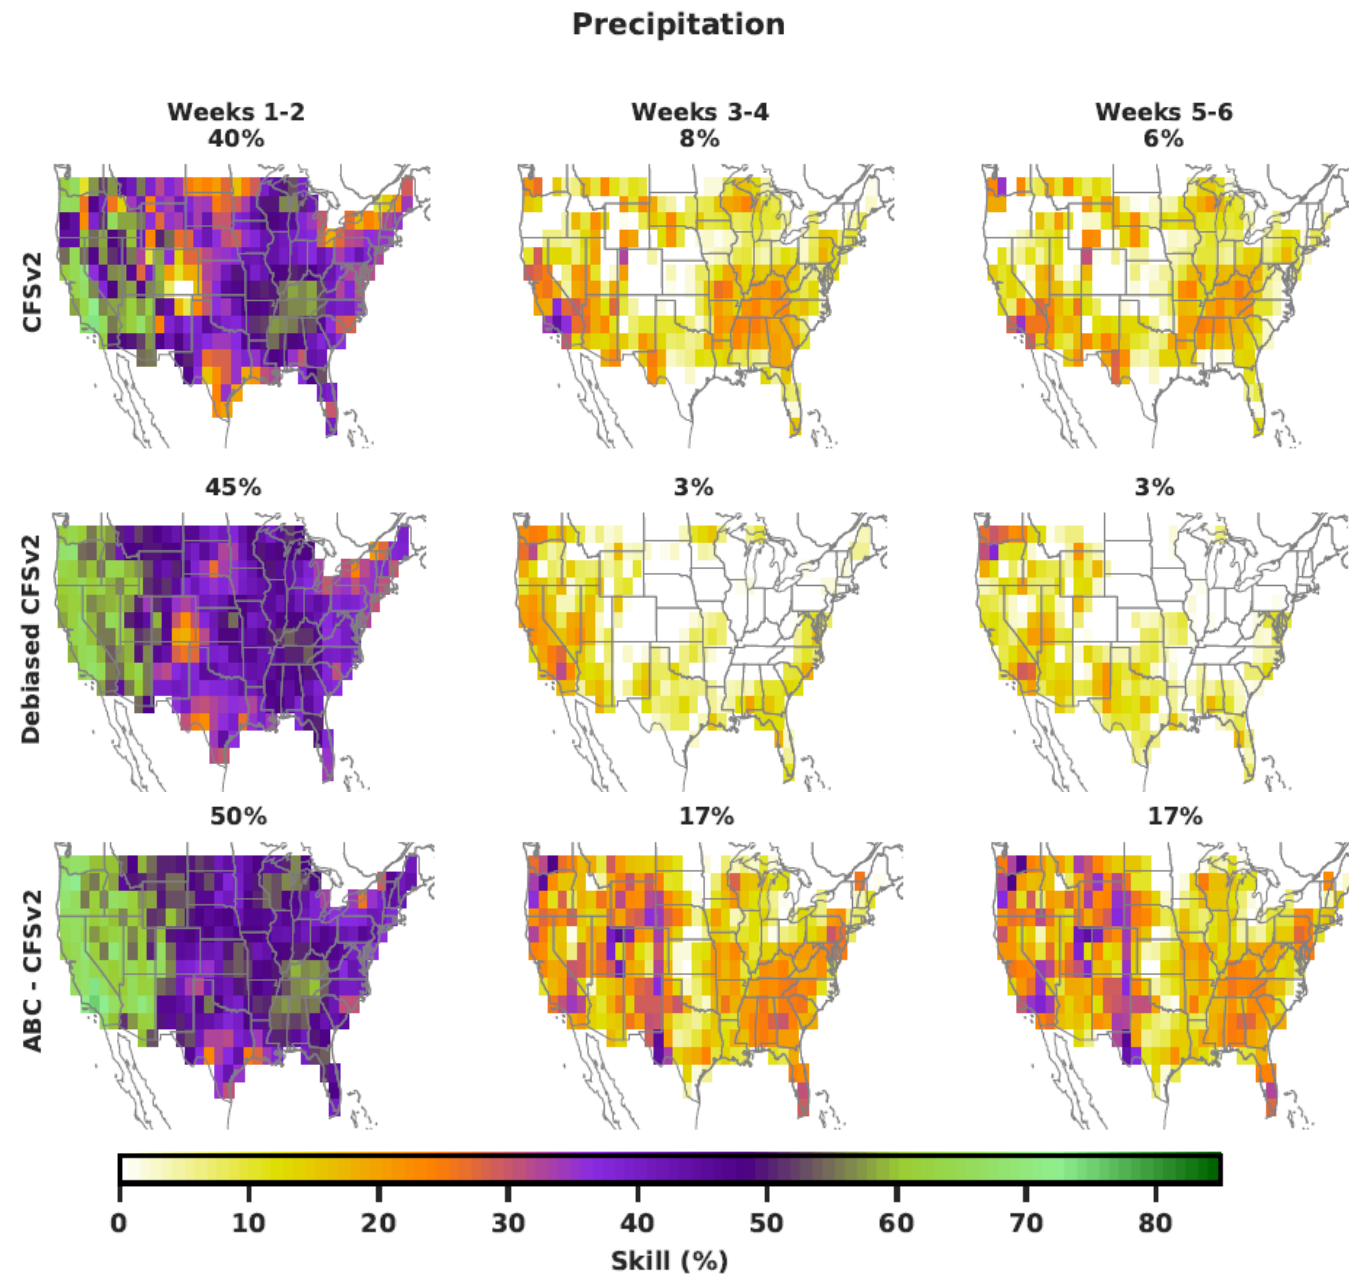 Precipitation
Weeks 1-2
40%
Weeks 3-4
8%
Weeks 5-6
6%
CFSv2
45%
3%
3%
Debiased CFSv2
50%
17%
17%
ABC - CFSv2
0 10 20 30 40 50 60 70 80
Skill (%)